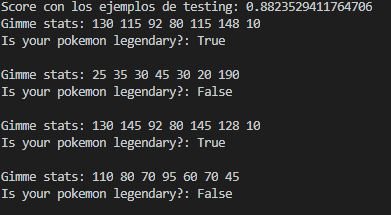 Score con los ejemplos de testing: 0.8823529411764706
Gimme stats: 130 115 92 80 115 148 10
Is your pokemon legendary?: True
Gimme stats: 25 35 30 45 30 20 190
Is your pokemon legendary?: False
Gimme stats: 130 145 92 80 145 128 10
Is your pokemon legendary?: True
Gimme stats: 110 80 70 95 60 70 45
Is your pokemon legendary?: False